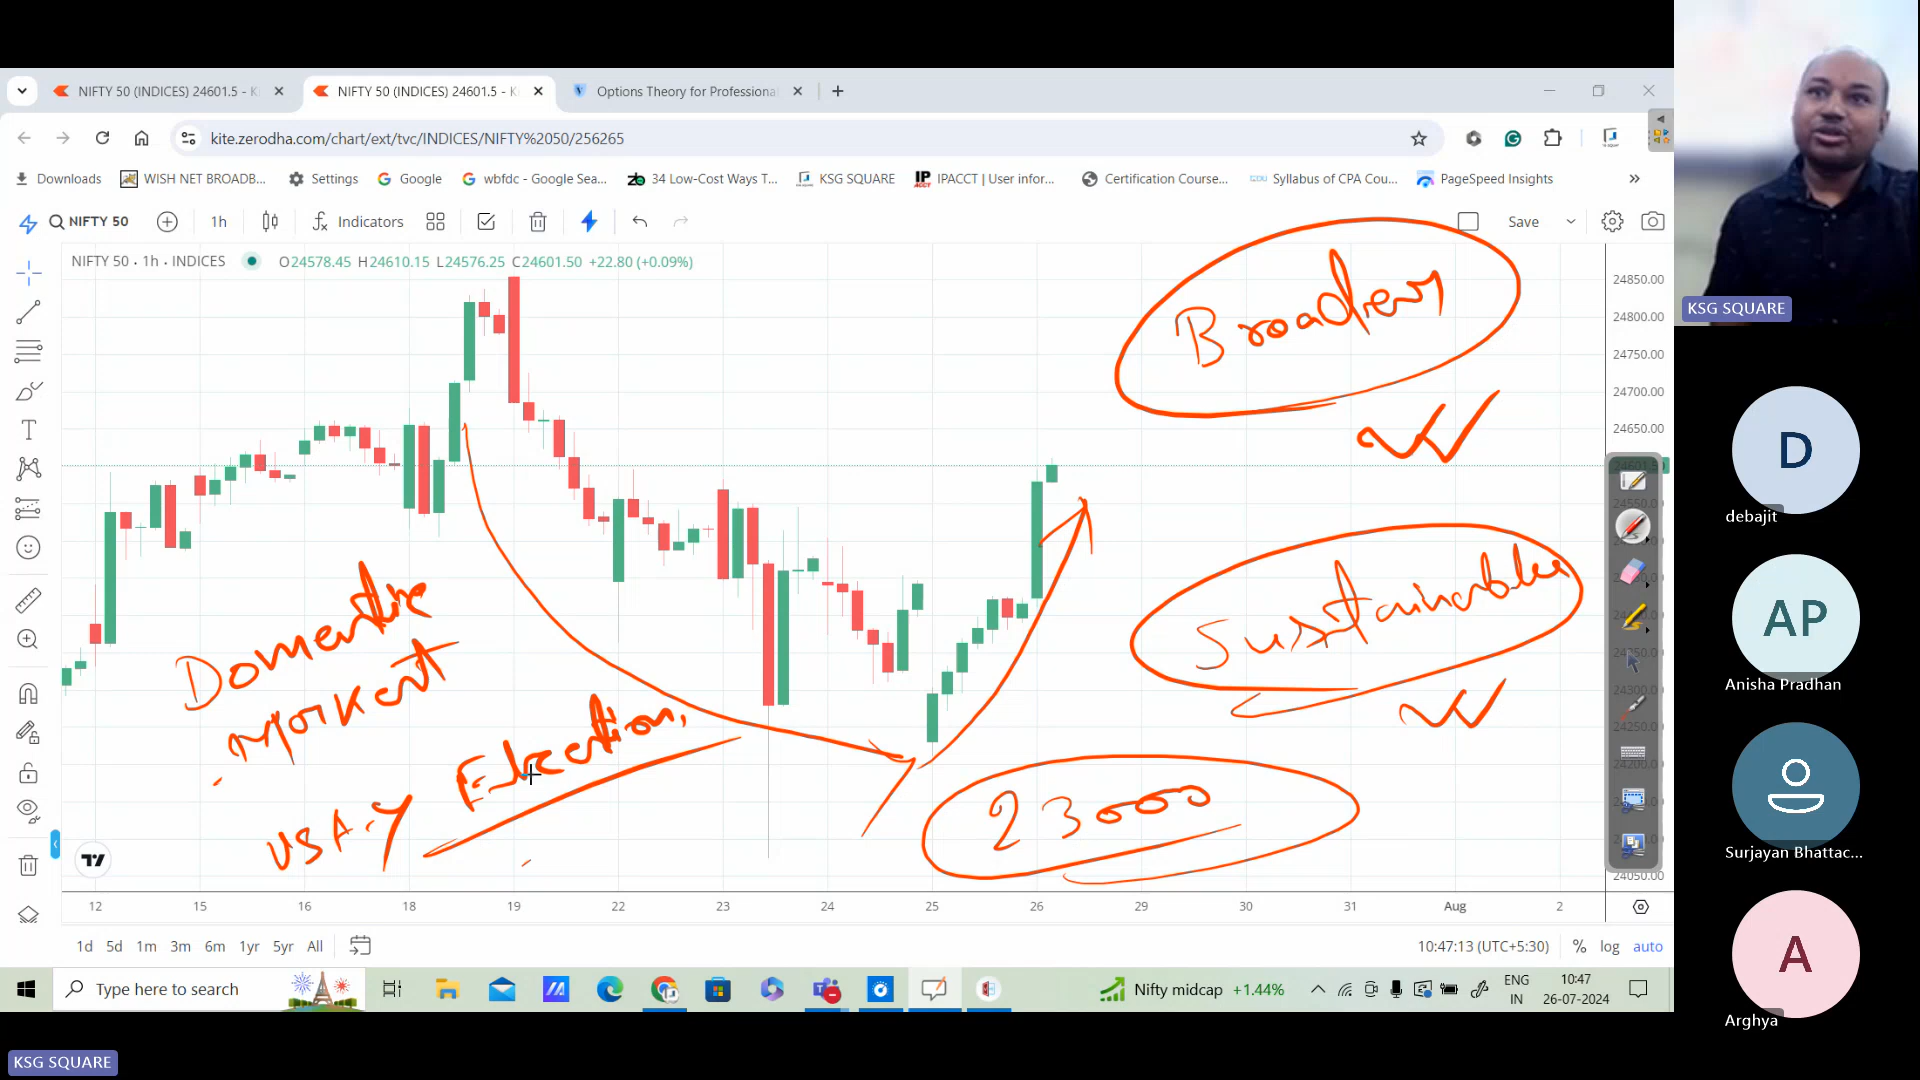 NIFTY 50 (INDICES) 24601.5 - K
NIFTY 50 (INDICES) 24601.5 - K
Options Theory for Professiona
kite.zerodha.com/chart/ext/tvc/INDICES/NIFTY%2050/256265
Downloads
WISH NET BROADB...
Settings
Google
wbfdc - Google Sea...
34 Low-Cost Ways T...
KSG SQUARE
IPACCT | User infor...
Certification Course...
Syllabus of CPA Cou...
PageSpeed Insights
NIFTY 50
1h
Indicators
Save
NIFTY 50 · 1h · INDICES
O24578.45 H24610.15 L24576.25 C24601.50 +22.80 (+0.09%)
24850.00
24800.00
24750.00
24700.00
24650.00
24300.00
24250.00
24200.00
24050.00
Sustainable
23000
Election
USA
12 15 16 18 19 22 23 24 25 26 29 30 31 Aug 2
1d 5d 1m 3m 6m 1yr 5yr All
10:47:13 (UTC+5:30) % log auto
Type here to search
Nifty midcap +1.44%
ENG
IN
10:47
26-07-2024
KSG SQUARE
debajit
AP
Anisha Pradhan
Surjayan Bhattac...
A
Arghya
D
KSG SQUARE